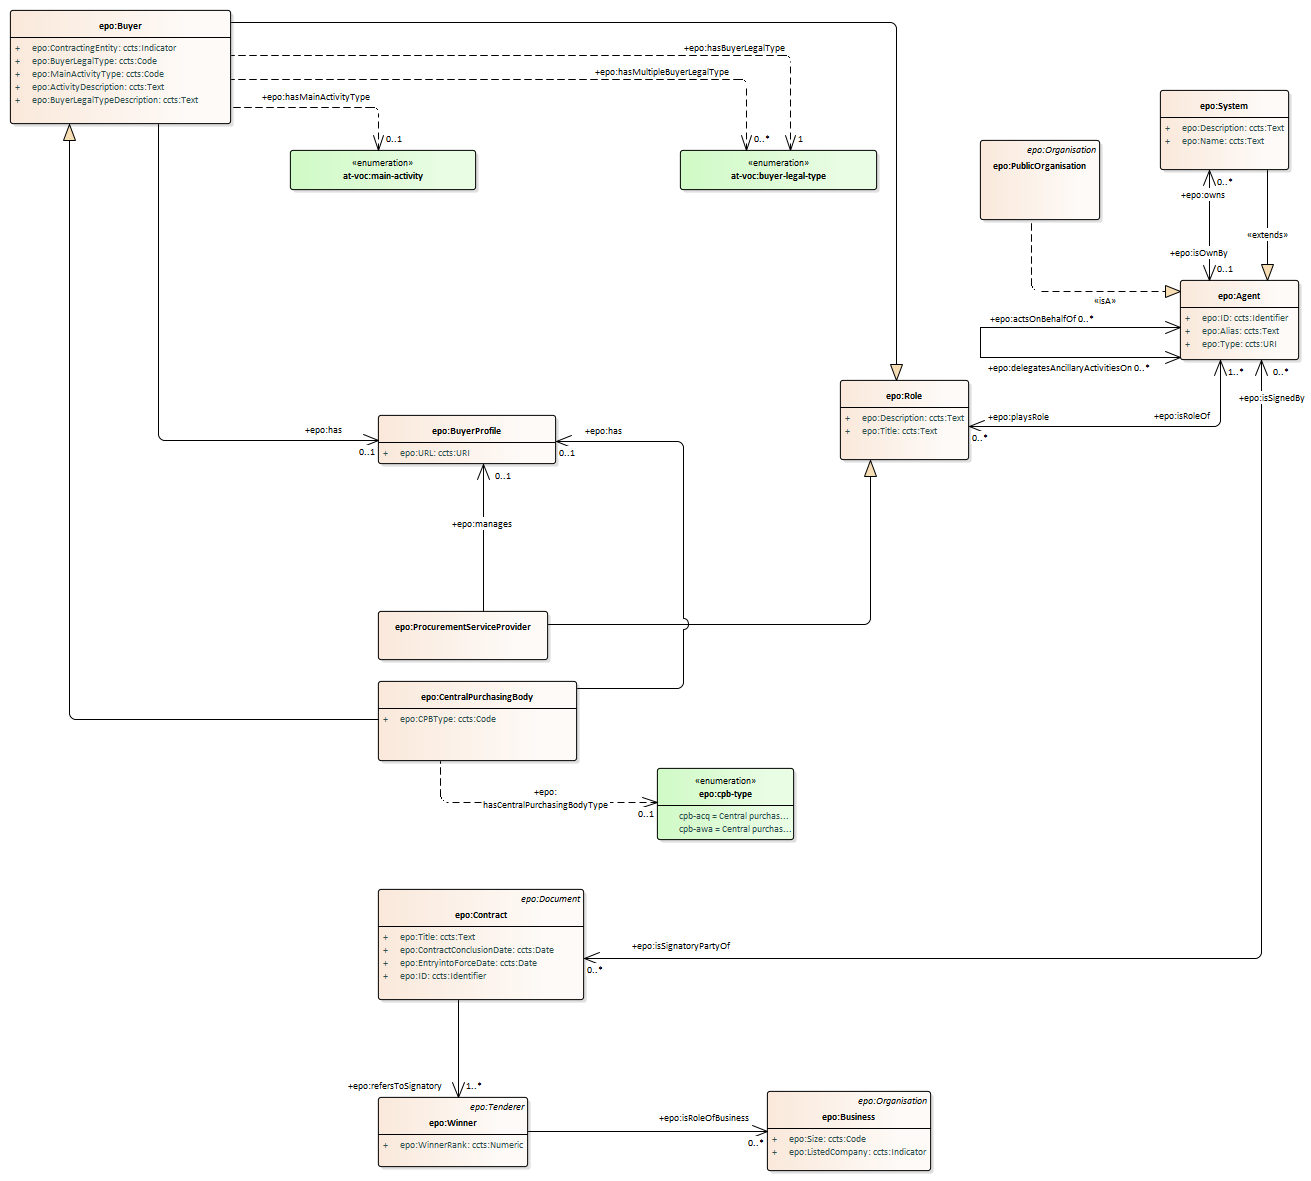 epo:Buyer
+ epo:ContractingEntity: ccts:Indicator
+ epo:BuyerLegalType: ccts:Code
+ epo:MainActivityType: ccts:Code
+ epo:ActivityDescription: ccts:Text
+ epo:BuyerLegalTypeDescription: ccts:Text
+epo:hasBuyerLegalType
+epo:hasMultipleBuyerLegalType
+epo:hasMainActivityType
0..1
0..*
1
«enumeration»
at-voc:main-activity
«enumeration»
at-voc:buyer-legal-type
epo:System
+ epo:Description: ccts:Text
+ epo:Name: ccts:Text
epo:Organisation
epo:PublicOrganisation
0..*
+epo:owns
«extends»
+epo:isOwnBy
0..1
«isA»
epo:Agent
+ epo:ID: ccts:Identifier
+ epo:Alias: ccts:Text
+ epo:Type: ccts:URI
+epo:actsOnBehalfOf 0..*
+epo:delegatesAncillaryActivitiesOn 0..*
1..*
0..*
+epo:isSignedBy
epo:Role
+ epo:Description: ccts:Text
+ epo:Title: ccts:Text
+epo:playsRole
0..*
+epo:isRoleOf
+epo:has
0..1
epo:BuyerProfile
+ epo:URL: ccts:URI
+epo:has
0..1
0..1
+epo:manages
epo:ProcurementServiceProvider
epo:CentralPurchasingBody
+ epo:CPBType: ccts:Code
+epo:
hasCentralPurchasingBodyType
0..1
«enumeration»
epo:cpb-type
cpb-acq = Central purchas...
cpb-awa = Central purchas...
epo:Document
epo:Contract
+ epo:Title: ccts:Text
+ epo:ContractConclusionDate: ccts:Date
+ epo:EntryintoForceDate: ccts:Date
+ epo:ID: ccts:Identifier
+epo:isSignatoryPartyOf
0..*
+epo:refersToSignatory
1..*
epo:Tenderer
epo:Winner
+ epo:WinnerRank: ccts:Numeric
+epo:isRoleOfBusiness
0..*
epo:Organisation
epo:Business
+ epo:Size: ccts:Code
+ epo:ListedCompany: ccts:Indicator